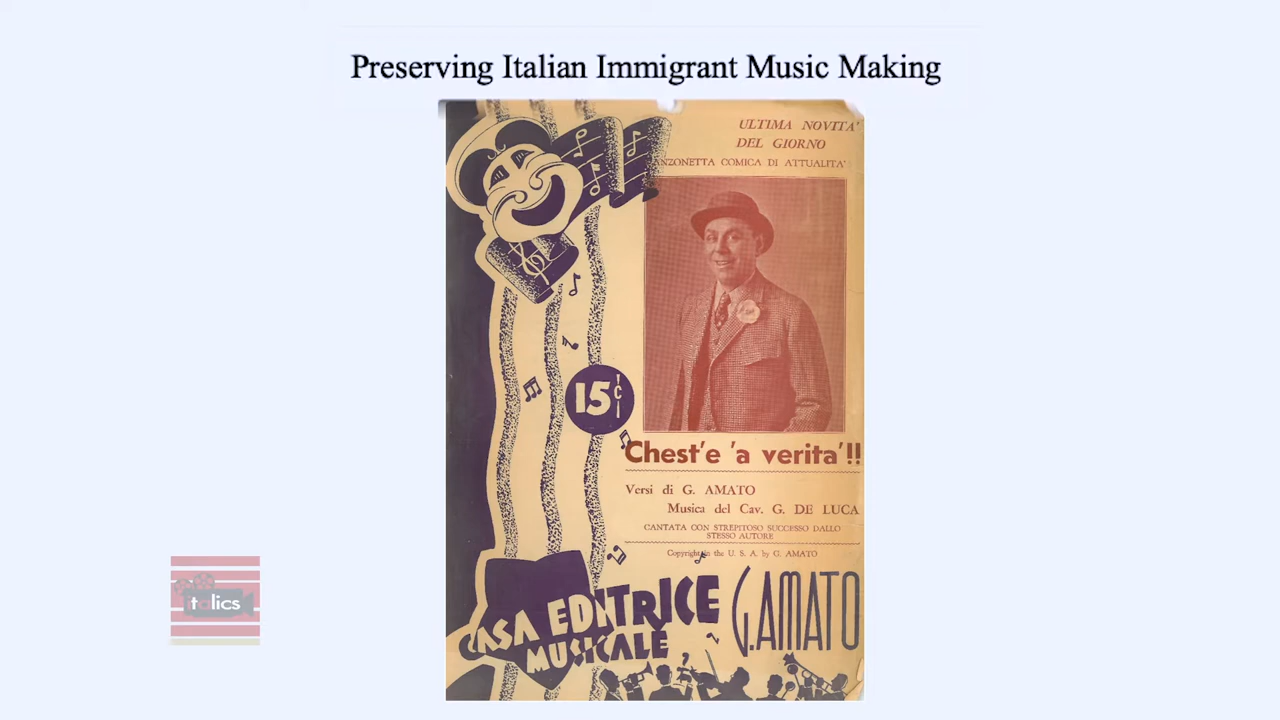 Preserving Italian Immigrant Music Making
ULTIMA NOVITA'
DEL GIORNO
ANZONETTA COMICA DI ATTUALITA'
15
Chest'e 'a verita'!!
Versi di G. AMATO
Musica del Cav. G. DE LUCA
CANTATA CON STREPITOSO SUCCESSO DALLO
STESSO AUTORE
Copyright in the U. S. A. by G. AMATO
CASA EDITRICE
MUSICALE
G. AMATO
italics